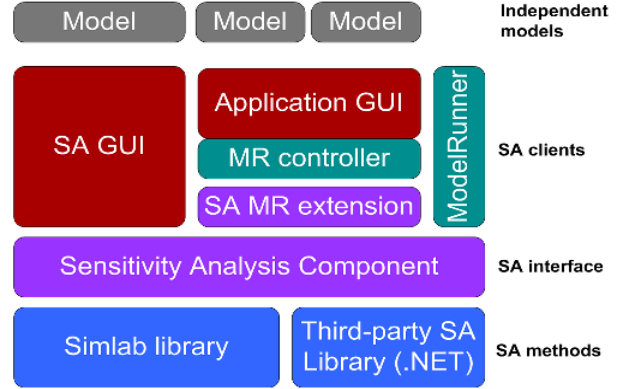 Model
Model
Model
Independent
models
SA GUI
Application GUI
MR controller
SA MR extension
ModelRunner
SA clients
Sensitivity Analysis Component
SA interface
Simlab library
Third-party SA
Library (.NET)
SA methods